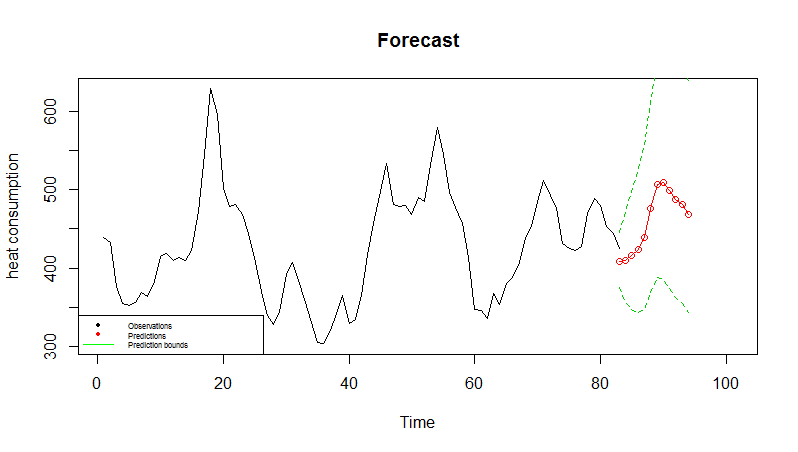 Forecast
heat consumption
600
500
400
300
Observations
Predictions
Prediction bounds
0 20 40 60 80 100
Time